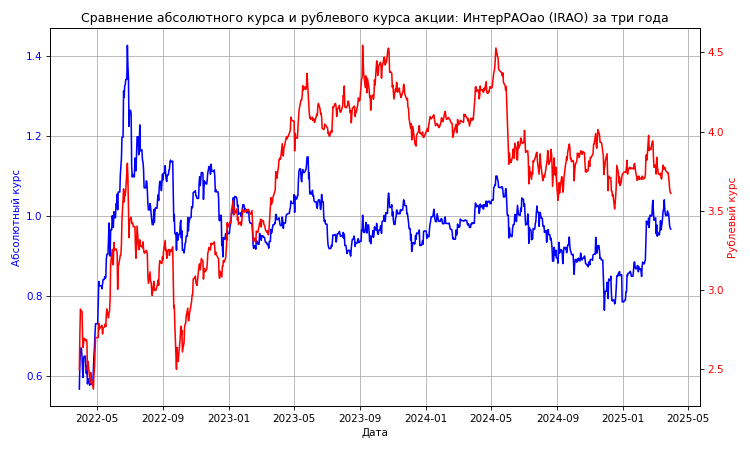 Сравнение абсолютного курса и рублевого курса акции: ИнтерРАОао (IRAO) за три года
Абсолютный курс
1.4
1.2
1.0
0.8
0.6
4.5
4.0
3.5
3.0
2.5
Рублевый курс
2022-05 2022-09 2023-01 2023-05 2023-09 2024-01 2024-05 2024-09 2025-01 2025-05
Дата